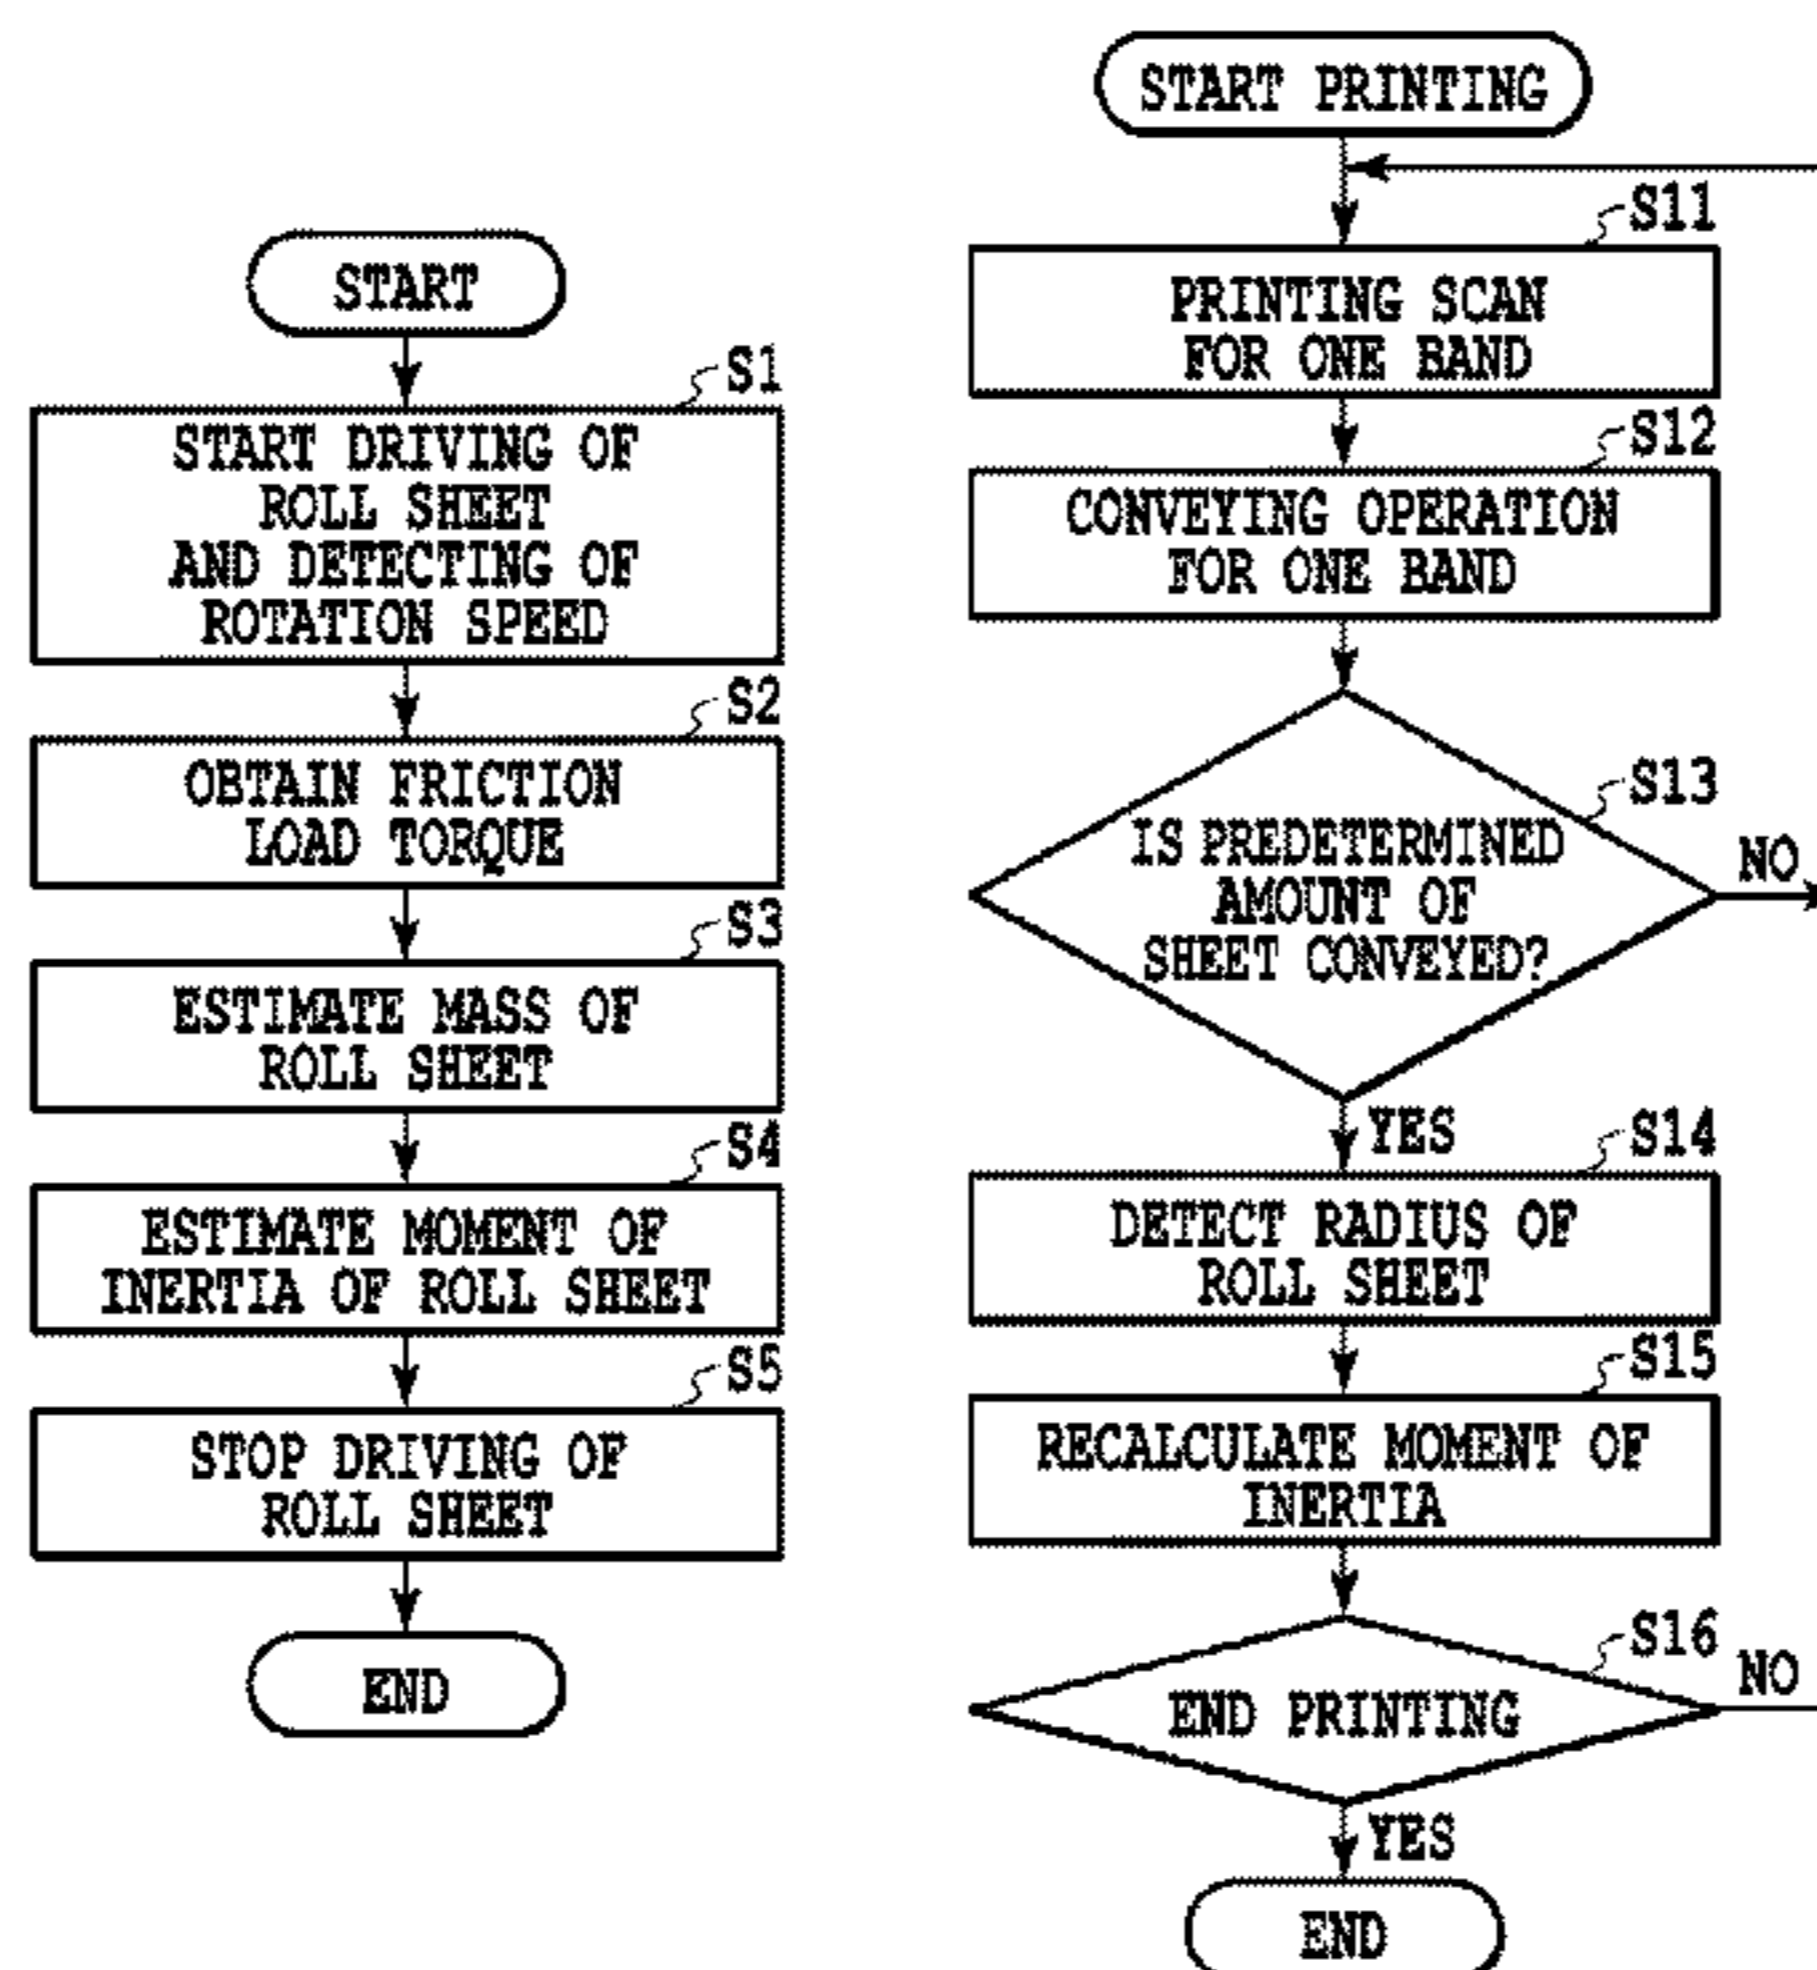 START
S1
START DRIVING OF
ROLL SHEET
AND DETECTING OF
ROTATION SPEED
S2
OBTAIN FRICTION
LOAD TORQUE
S3
ESTIMATE MASS OF
ROLL SHEET
S4
ESTIMATE MOMENT OF
INERTIA OF ROLL SHEET
S5
STOP DRIVING OF
ROLL SHEET
END
START PRINTING
S11
PRINTING SCAN
FOR ONE BAND
S12
CONVEYING OPERATION
FOR ONE BAND
S13
IS PREDETERMINED
AMOUNT OF
SHEET CONVEYED?
NO
YES
S14
DETECT RADIUS OF
ROLL SHEET
S15
RECALCULATE MOMENT OF
INERTIA
S16
END PRINTING
NO
YES
END